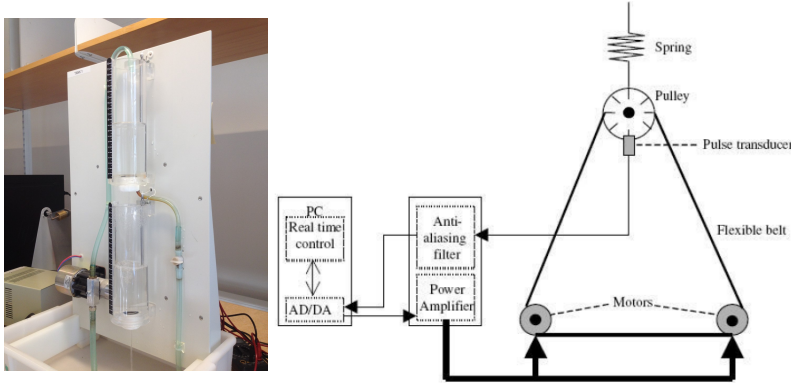 Spring
Pulley
Pulse transducer
PC
Real time
control
Anti-
aliasing
filter
Flexible belt
AD/DA
Power
Amplifier
Motors